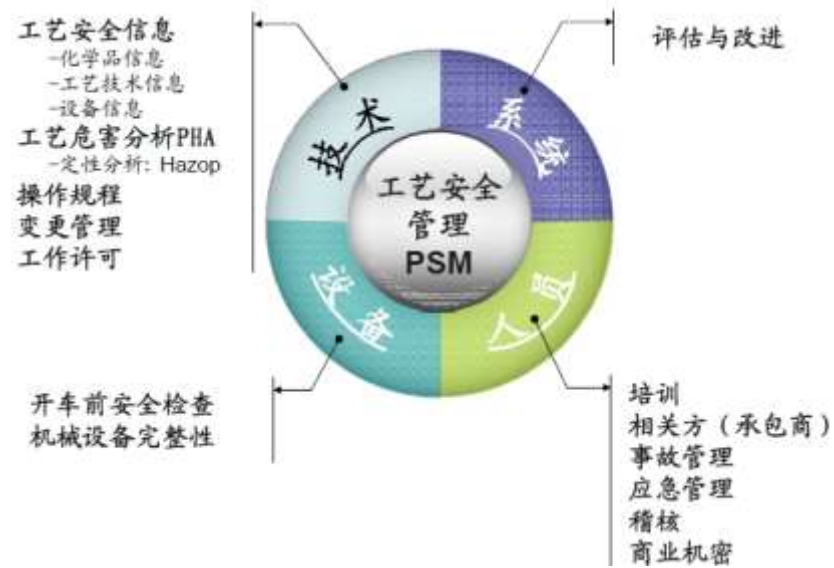 工艺安全信息
-化学品信息
-工艺技术信息
-设备信息
工艺危害分析PHA
-定性分析: Hazop
操作规程
变更管理
工作许可
评估与改进
技术
系统
工艺安全
管理
PSM
设备
人员
开车前安全检查
机械设备完整性
培训
相关方（承包商）
事故管理
应急管理
稽核
商业机密